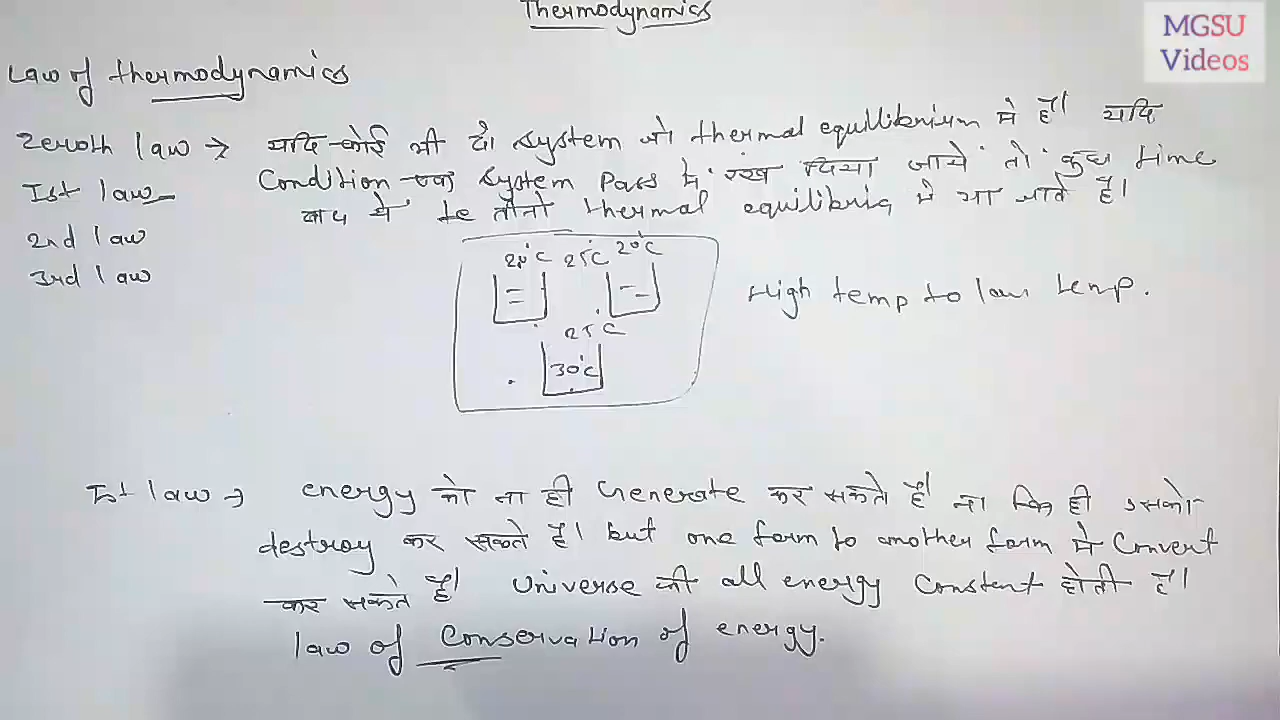 Thermodynamics
MGSU
Videos
Law of thermodynamics
Zeroth law → यदि कोई भी दो system जो thermal equilibrium मे है। यदि
Ist law
Condition एक system pass मे रख दिया जाये तो कुछ time
बाद ये te तीनो thermal equilibria मे आ जाते है।
2nd law
3rd law
25°C 20°C
High temp to low temp.
25°C
30°C
Ist law → energy को ना ही Generate कर सकते है ना कि ही उसको
destroy कर सकते है। but one form to another form मे Convert
कर सकते है। Universe की all energy Constent होती है।
law of Conservation of energy.